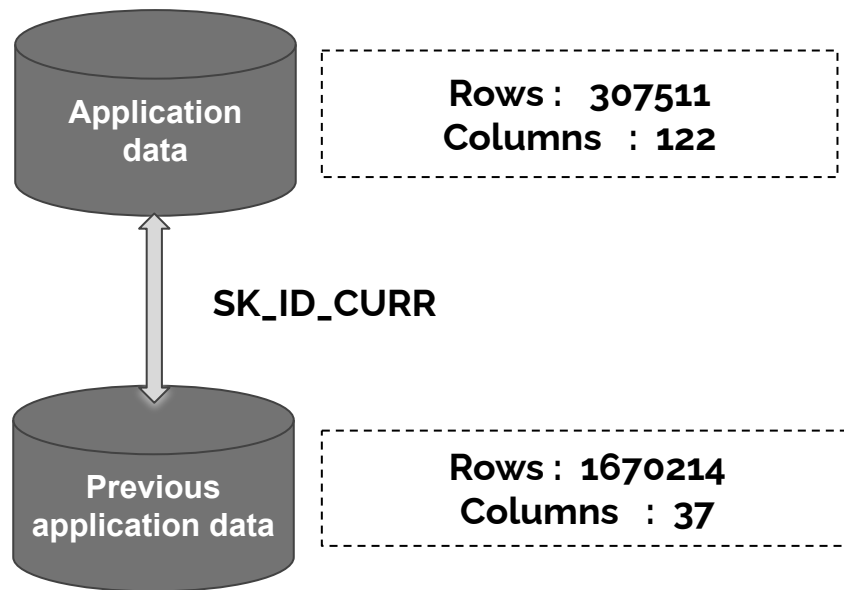 Application
data
Rows : 307511
Columns : 122
SK_ID_CURR
Previous
application data
Rows : 1670214
Columns : 37